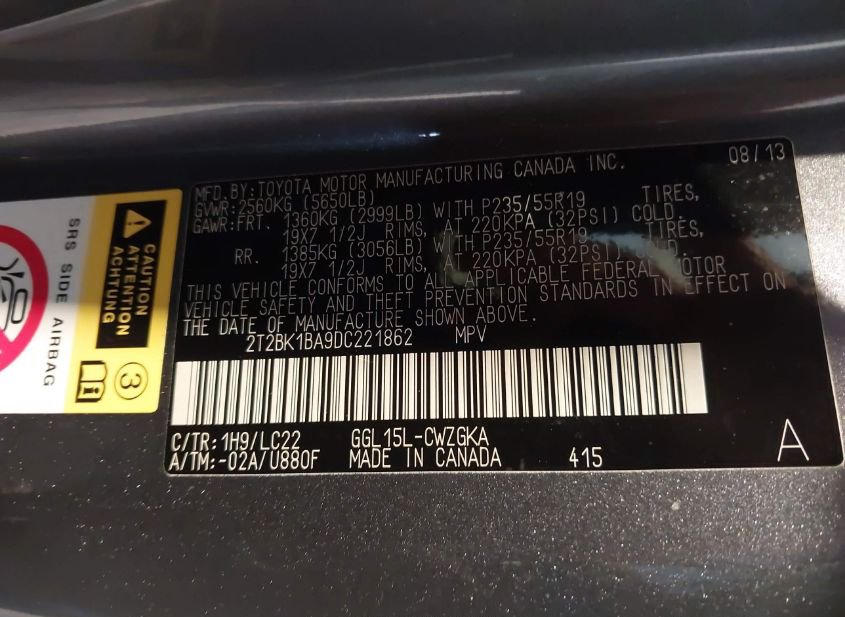 MFD. BY: TOYOTA MOTOR MANUFACTURING CANADA INC. 08/13
GVWR: 2560KG (5650LB)
GAWR: FRT. 1360KG (2999LB) WITH P235/55R19 TIRES,
19X7 1/2J RIMS, AT 220KPA (32PSI) COLD.
RR. 1385KG (3056LB) WITH P235/55R19 TIRES,
19X7 1/2J RIMS, AT 220KPA (32PSI) COLD.
THIS VEHICLE CONFORMS TO ALL APPLICABLE FEDERAL MOTOR
VEHICLE SAFETY AND THEFT PREVENTION STANDARDS IN EFFECT ON
THE DATE OF MANUFACTURE SHOWN ABOVE.
2T2BK1BA9DC221862 MPV
C/TR: 1H9/LC22 GGL15L-CWZGKA
A/TM: -02A/U880F MADE IN CANADA 415
A
CAUTION
ATTENTION
ACHTUNG
3
SRS SIDE AIRBAG